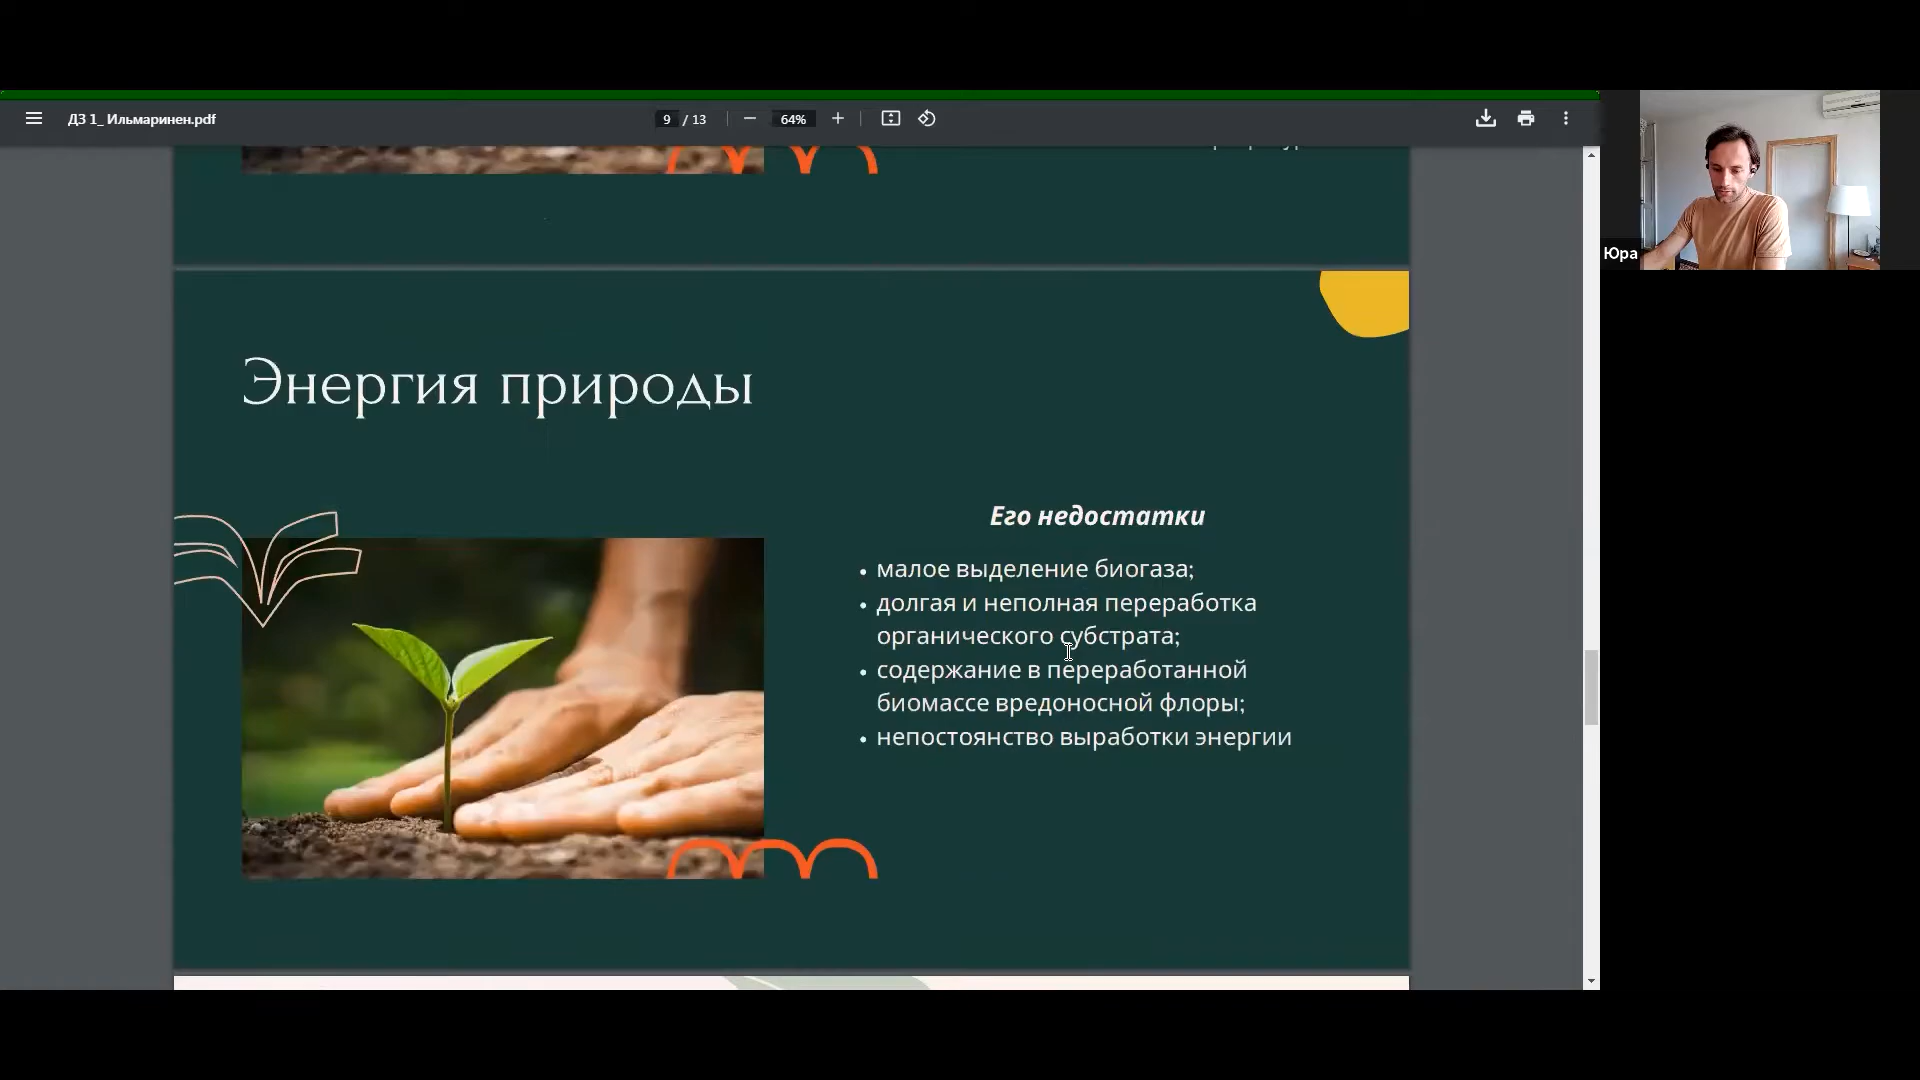 ДЗ 1_ Ильмаринен.pdf
9 / 13
64%
Юра
Энергия природы
Его недостатки
• малое выделение биогаза;
• долгая и неполная переработка
органического субстрата;
• содержание в переработанной
биомассе вредоносной флоры;
• непостоянство выработки энергии